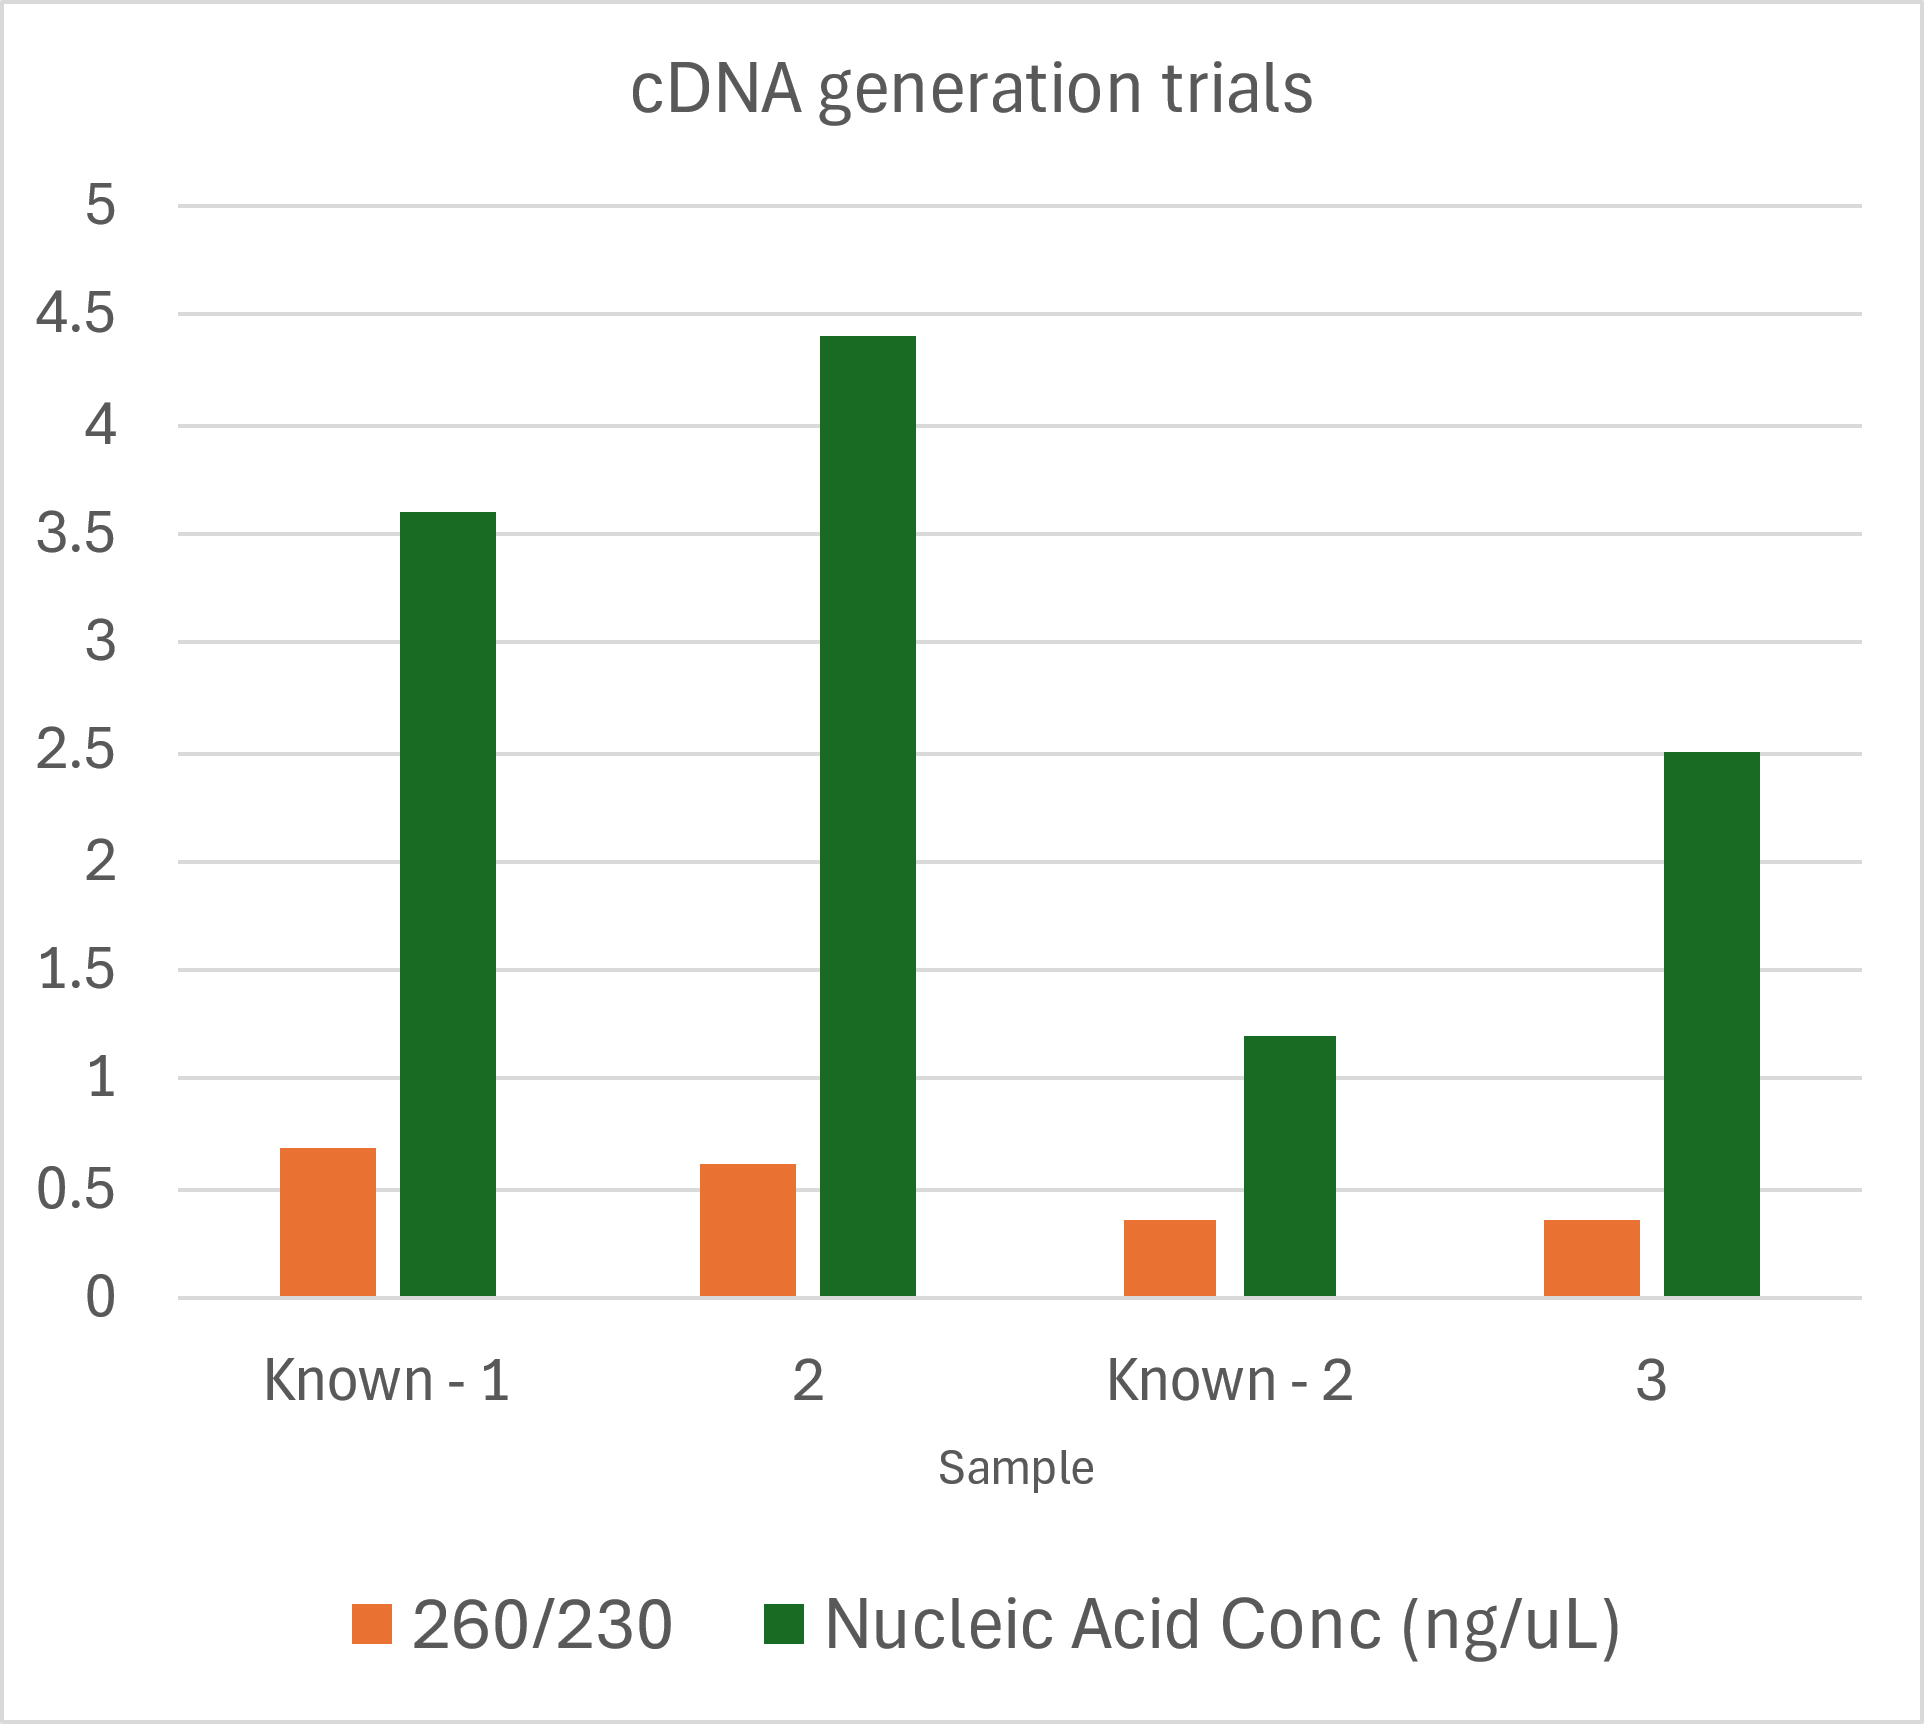 cDNA generation trials
5
4.5
4
3.5
3
2.5
2
1.5
1
0.5
0
Known - 1 2 Known - 2 3
Sample
260/230 Nucleic Acid Conc (ng/uL)